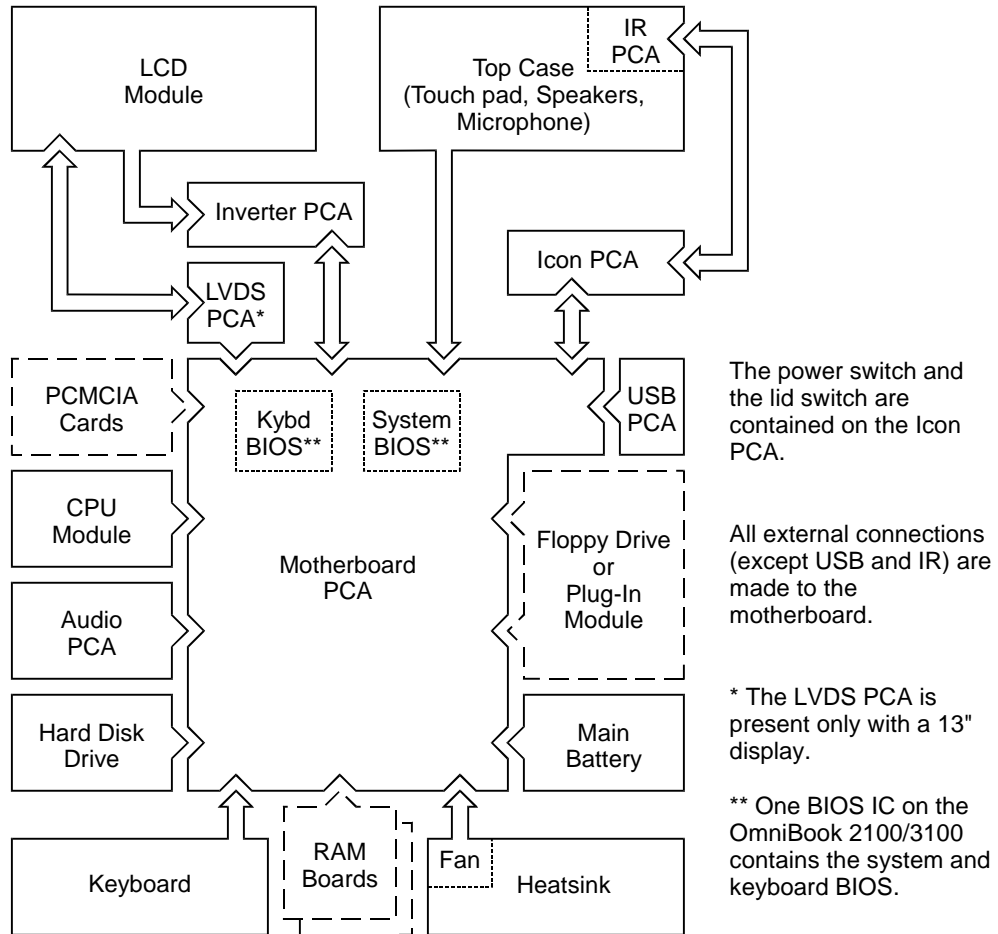 LCD
Module
IR
PCA
Top Case
(Touch pad, Speakers,
Microphone)
Inverter PCA
Icon PCA
LVDS
PCA*
PCMCIA
Cards
Kybd
BIOS**
System
BIOS**
USB
PCA
The power switch and
the lid switch are
contained on the Icon
PCA.
CPU
Module
Motherboard
PCA
Floppy Drive
or
Plug-In
Module
All external connections
(except USB and IR) are
made to the
motherboard.
Audio
PCA
Hard Disk
Drive
Main
Battery
* The LVDS PCA is
present only with a 13"
display.
Keyboard
RAM
Boards
Fan
Heatsink
** One BIOS IC on the
OmniBook 2100/3100
contains the system and
keyboard BIOS.